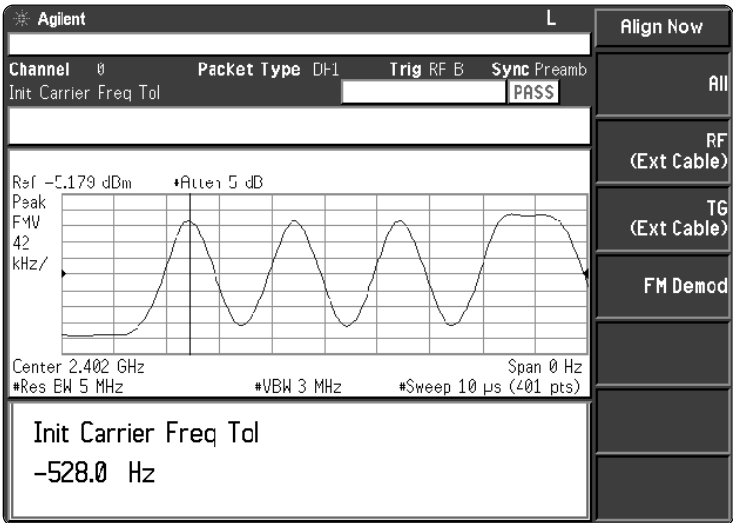 Agilent L
Channel 0 Packet Type DH1 Trig RF B Sync Preamb
Init Carrier Freq Tol PASS
Ref -5.179 dBm #Atten 5 dB
Peak
FMV
42
kHz/
Center 2.402 GHz Span 0 Hz
#Res BW 5 MHz #VBW 3 MHz #Sweep 10 µs (401 pts)
Init Carrier Freq Tol
-528.0 Hz
Align Now
All
RF
(Ext Cable)
TG
(Ext Cable)
FM Demod